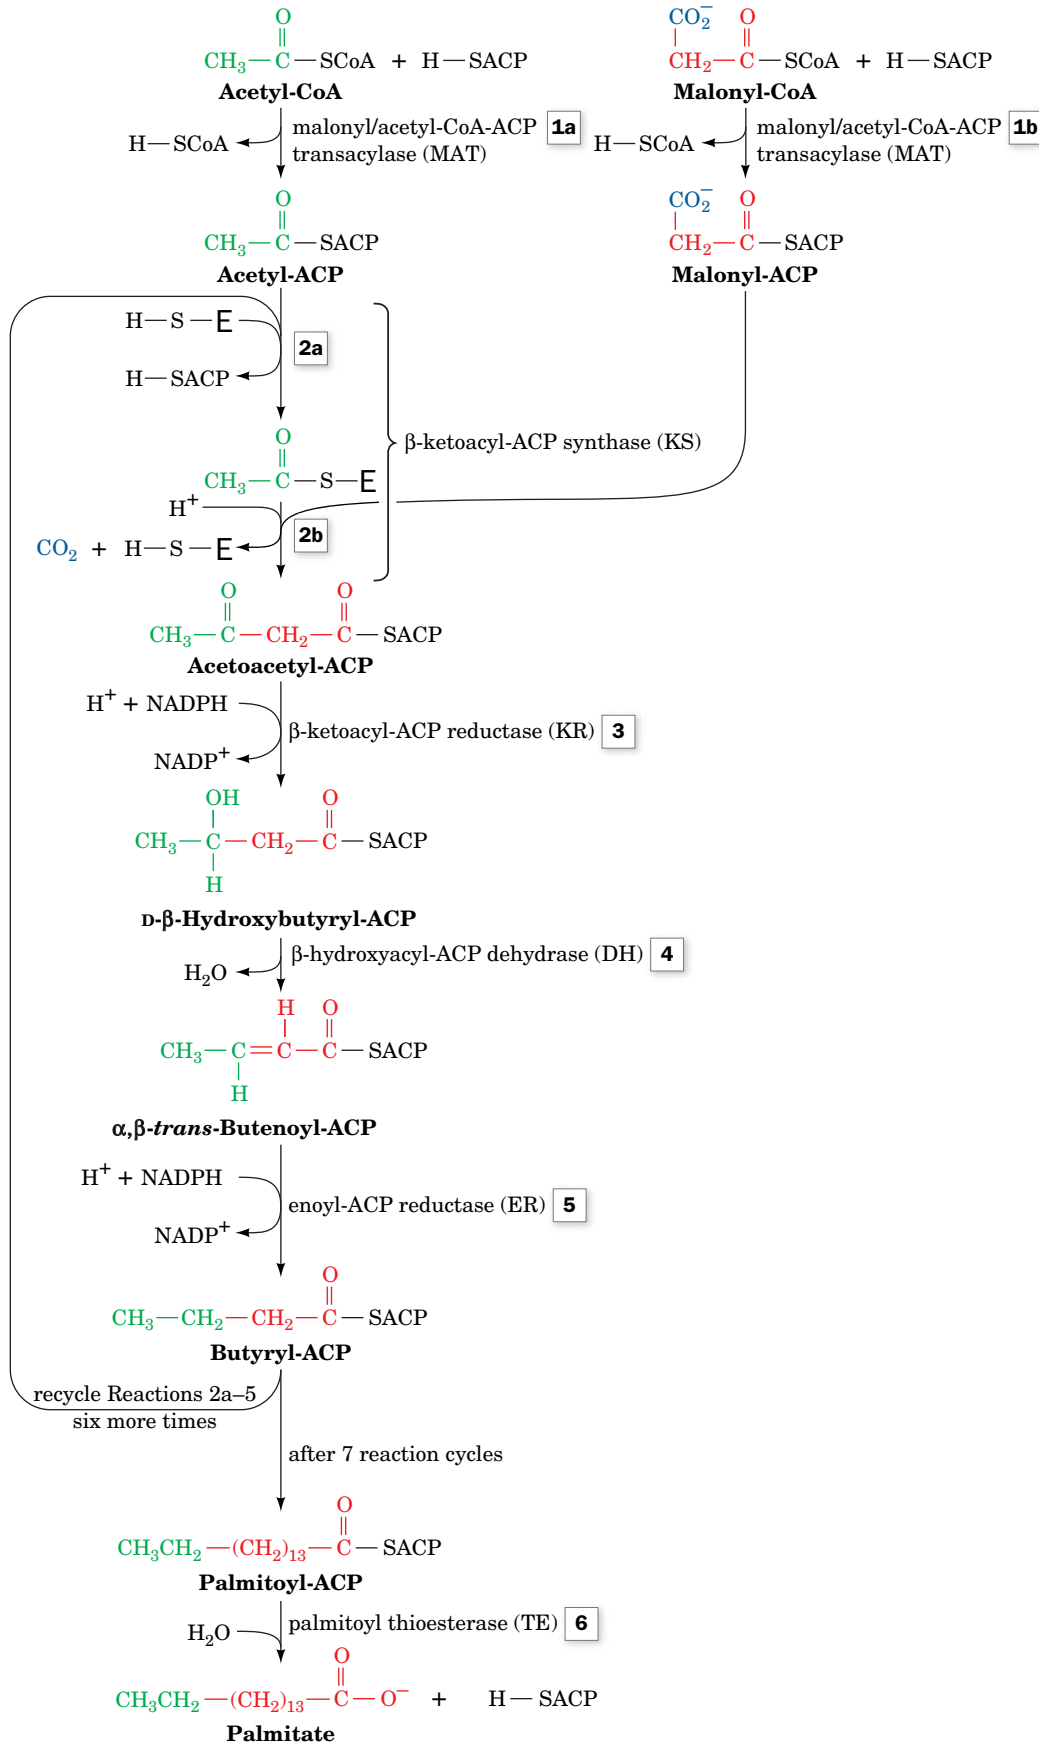 O
CH₃—C—SCoA + H—SACP
Acetyl-CoA
CO₂⁻ O
CH₂—C—SCoA + H—SACP
Malonyl-CoA
H—SCoA
malonyl/acetyl-CoA-ACP 1a
transacylase (MAT)
H—SCoA
malonyl/acetyl-CoA-ACP 1b
transacylase (MAT)
O
CH₃—C—SACP
Acetyl-ACP
CO₂⁻ O
CH₂—C—SACP
Malonyl-ACP
H—S—E
2a
H—SACP
β-ketoacyl-ACP synthase (KS)
O
CH₃—C—S—E
H⁺
2b
CO₂ + H—S—E
O O
CH₃—C—CH₂—C—SACP
Acetoacetyl-ACP
H⁺ + NADPH
β-ketoacyl-ACP reductase (KR) 3
NADP⁺
OH O
CH₃—C—CH₂—C—SACP
H
D-β-Hydroxybutyryl-ACP
β-hydroxyacyl-ACP dehydrase (DH) 4
H₂O
H O
CH₃—C=C—C—SACP
H
α,β-trans-Butenoyl-ACP
H⁺ + NADPH
enoyl-ACP reductase (ER) 5
NADP⁺
O
CH₃—CH₂—CH₂—C—SACP
Butyryl-ACP
recycle Reactions 2a–5
six more times
after 7 reaction cycles
O
CH₃CH₂—(CH₂)₁₃—C—SACP
Palmitoyl-ACP
palmitoyl thioesterase (TE) 6
H₂O
O
CH₃CH₂—(CH₂)₁₃—C—O⁻ + H—SACP
Palmitate